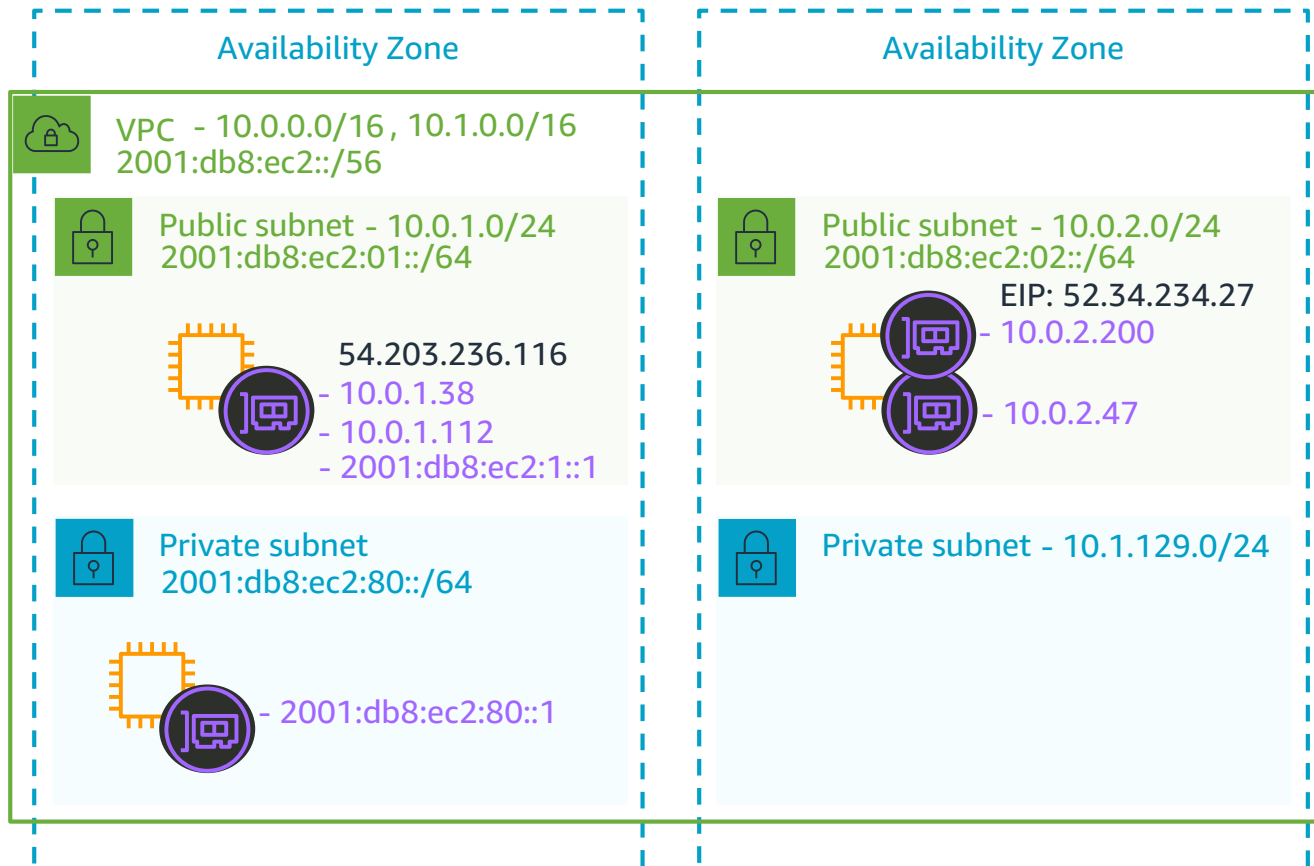 Availability Zone
Availability Zone
VPC - 10.0.0.0/16, 10.1.0.0/16
2001:db8:ec2::/56
Public subnet - 10.0.1.0/24
2001:db8:ec2:01::/64
54.203.236.116
- 10.0.1.38
- 10.0.1.112
- 2001:db8:ec2:1::1
Public subnet - 10.0.2.0/24
2001:db8:ec2:02::/64
EIP: 52.34.234.27
- 10.0.2.200
- 10.0.2.47
Private subnet
2001:db8:ec2:80::/64
- 2001:db8:ec2:80::1
Private subnet - 10.1.129.0/24